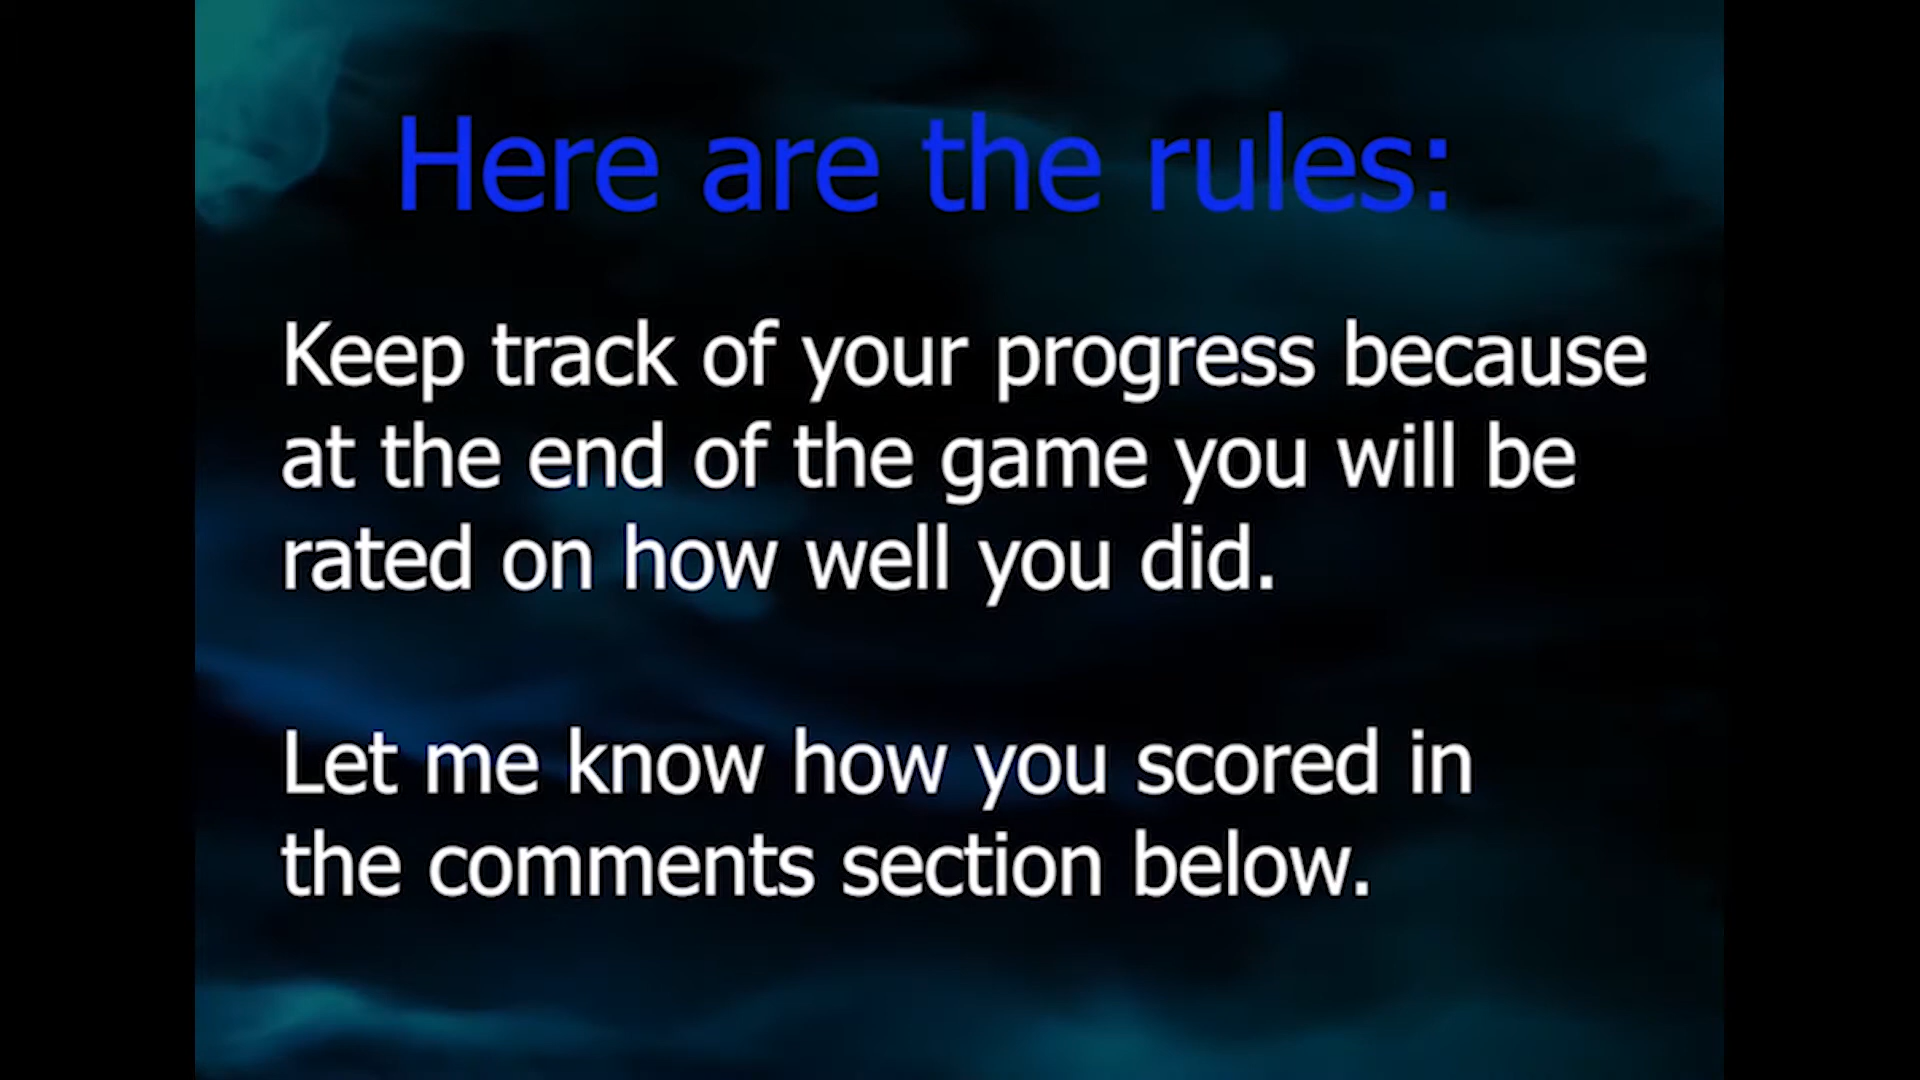 Here are the rules:
Keep track of your progress because
at the end of the game you will be
rated on how well you did.
Let me know how you scored in
the comments section below.